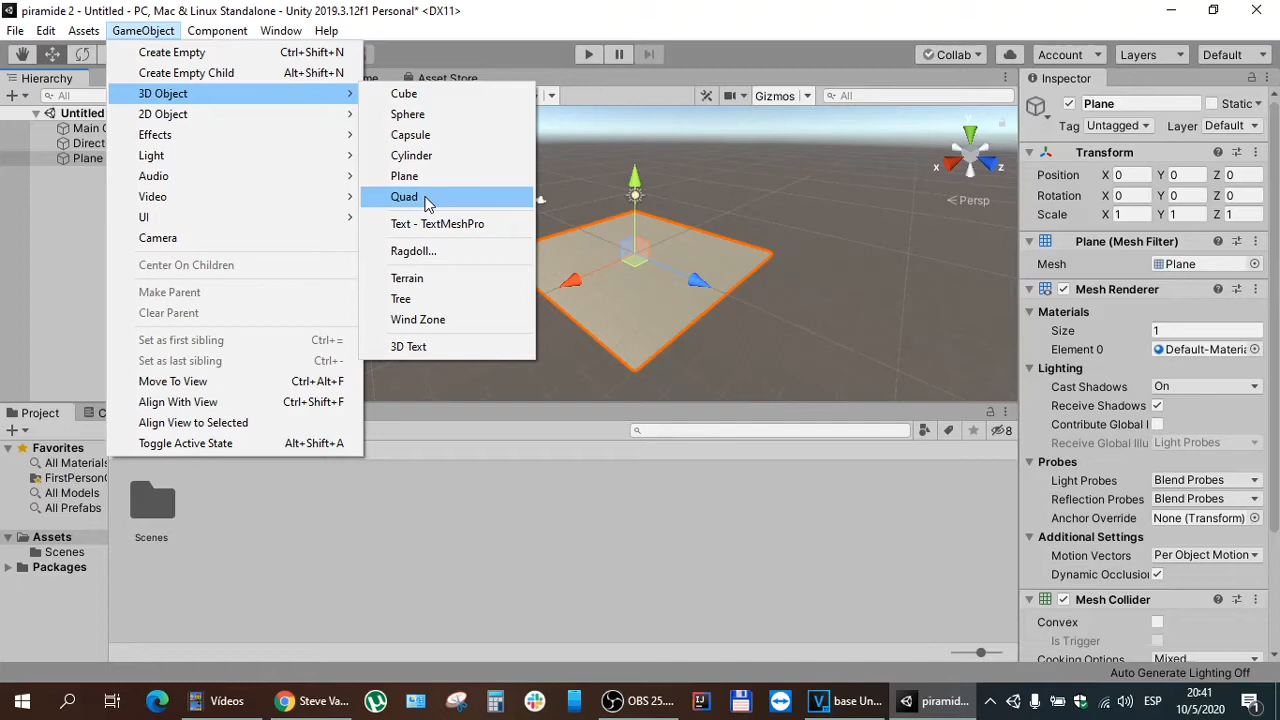 piramide 2 - Untitled - PC, Mac & Linux Standalone - Unity 2019.3.12f1 Personal* <DX11>
File Edit Assets GameObject Component Window Help
Collab Account Layers Default
Hierarchy
All
Untitled
Main C
Direct
Plane
Create Empty Ctrl+Shift+N
Create Empty Child Alt+Shift+N
3D Object
2D Object
Effects
Light
Audio
Video
UI
Camera
Center On Children
Make Parent
Clear Parent
Set as first sibling Ctrl+=
Set as last sibling Ctrl+-
Move To View Ctrl+Alt+F
Align With View Ctrl+Shift+F
Align View to Selected
Toggle Active State Alt+Shift+A
Cube
Sphere
Capsule
Cylinder
Plane
Quad
Text - TextMeshPro
Ragdoll...
Terrain
Tree
Wind Zone
3D Text
me Asset Store
Gizmos All
y
x z
Persp
Inspector
Plane Static
Tag Untagged Layer Default
Transform
Position X 0 Y 0 Z 0
Rotation X 0 Y 0 Z 0
Scale X 1 Y 1 Z 1
Plane (Mesh Filter)
Mesh Plane
Mesh Renderer
Materials
Size 1
Element 0 Default-Materia
Lighting
Cast Shadows On
Receive Shadows
Contribute Global I
Receive Global Illu Light Probes
Probes
Light Probes Blend Probes
Reflection Probes Blend Probes
Anchor Override None (Transform)
Additional Settings
Motion Vectors Per Object Motion
Dynamic Occlusion
Mesh Collider
Convex
Is Trigger
Cooking Options Mixed...
Project C
8
Favorites
All Materials
FirstPerson
All Models
All Prefabs
Assets
Scenes
Packages
Scenes
Auto Generate Lighting Off
Vídeos Steve Va... OBS 25.... base Un... piramid... ESP 20:41
10/5/2020 1